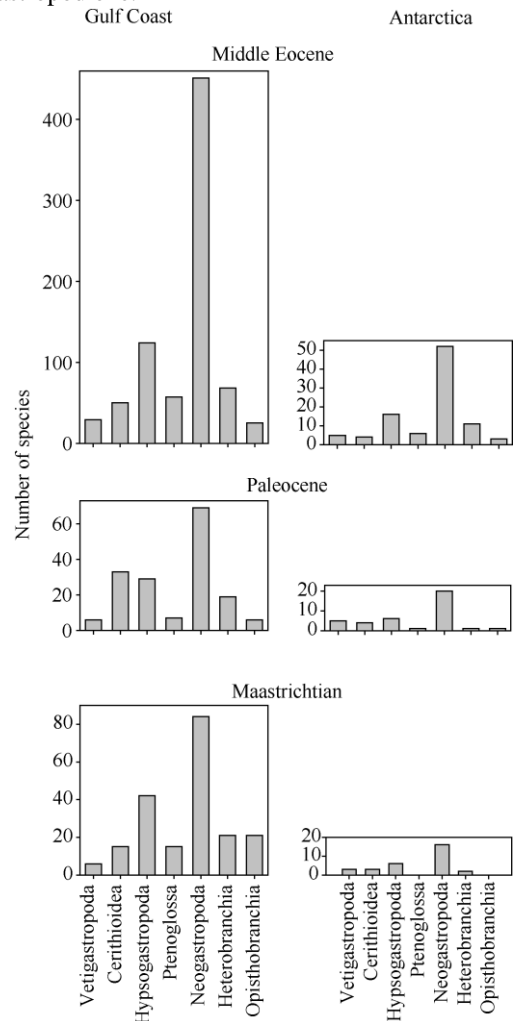 Gulf Coast
Antarctica
Middle Eocene
400
300
200
100
0
50
40
30
20
10
0
Number of species
Paleocene
60
40
20
0
20
10
0
Maastrichtian
80
60
40
20
0
20
10
0
Vetigastropoda
Cerithioidea
Hypsogastropoda
Ptenoglossa
Neogastropoda
Heterobranchia
Opisthobranchia
Vetigastropoda
Cerithioidea
Hypsogastropoda
Ptenoglossa
Neogastropoda
Heterobranchia
Opisthobranchia